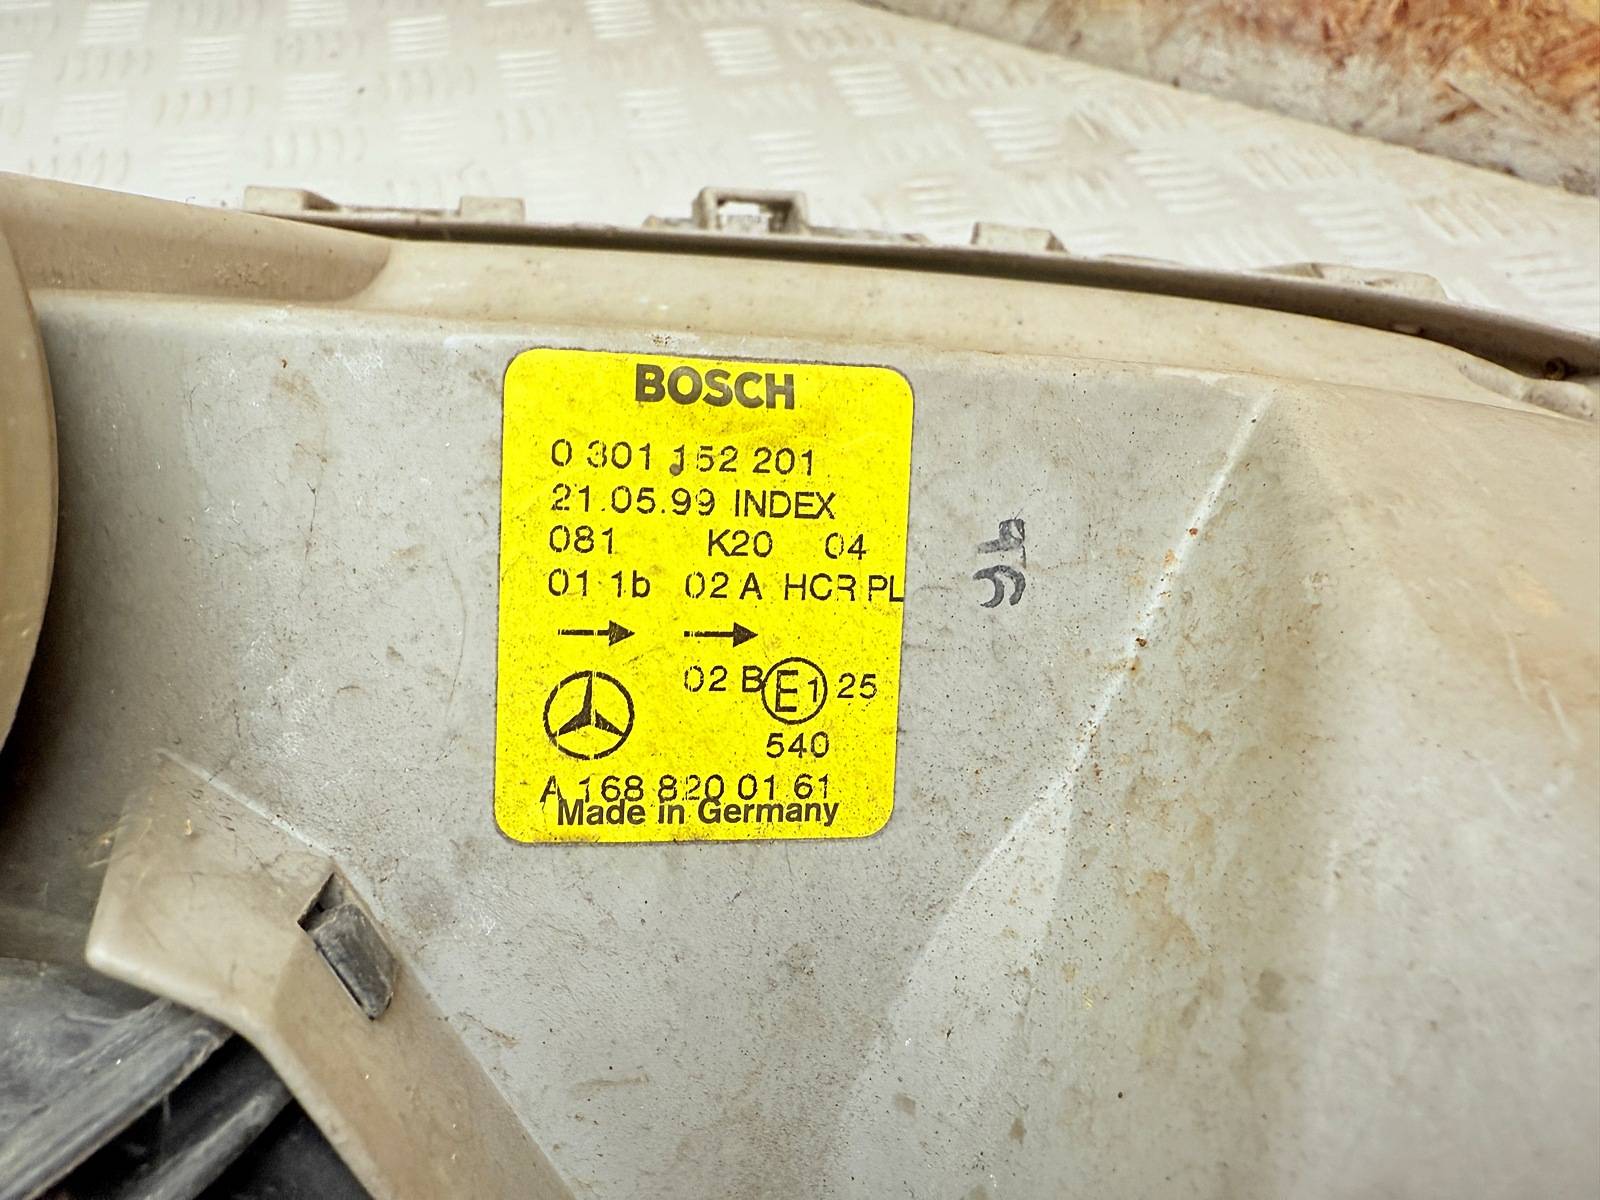 BOSCH
0 301 152 201
21.05.99 INDEX
081 K20 04
01 1b 02 A HCR PL
→ →
02 B E1 25
540
A 168 820 01 61
Made in Germany